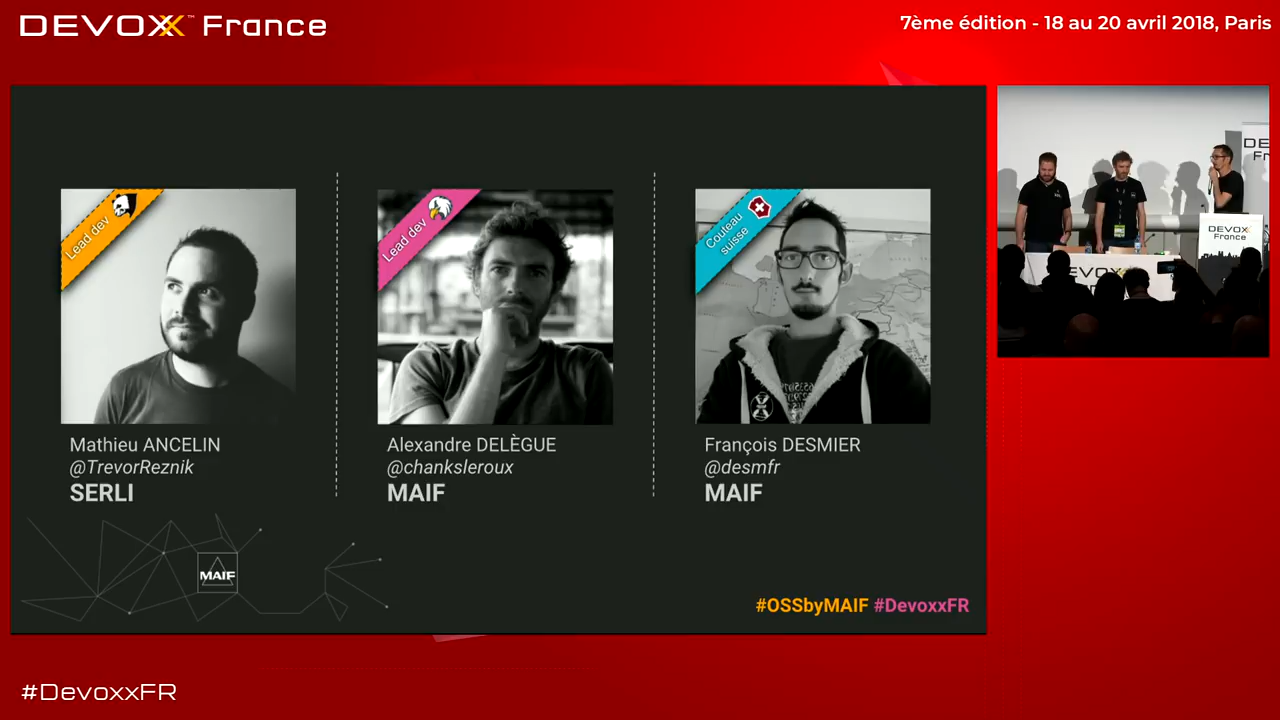 DEVOXX™ France
7ème édition - 18 au 20 avril 2018, Paris
Lead dev
Lead dev
Couteau
suisse
Mathieu ANCELIN
@TrevorReznik
SERLI
Alexandre DELÈGUE
@chanksleroux
MAIF
François DESMIER
@desmfr
MAIF
MAIF
#OSSbyMAIF #DevoxxFR
DEVOXX
France
DEVOXX
#DevoxxFR